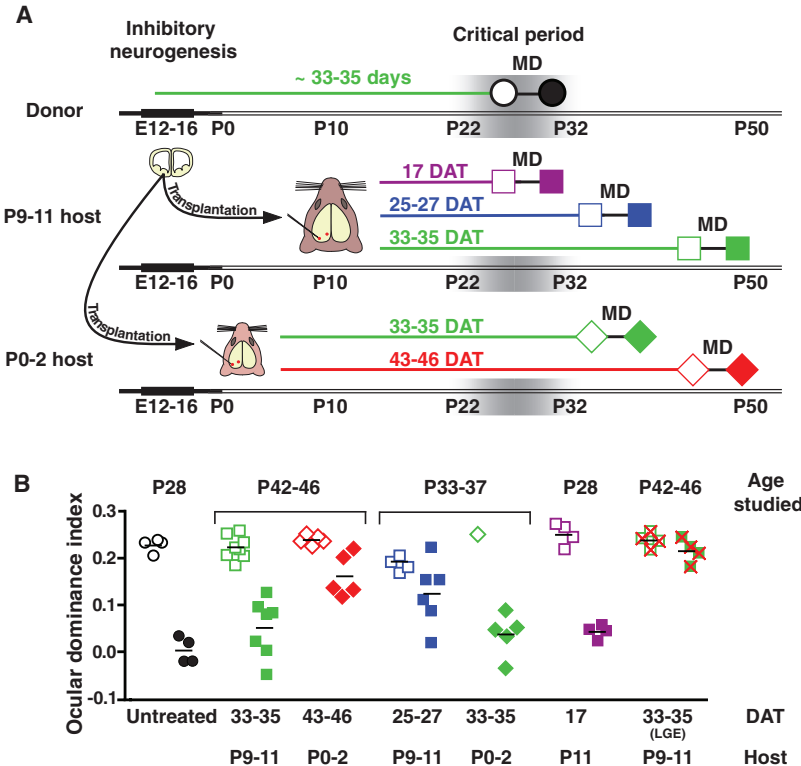 A
Inhibitory
neurogenesis
Critical period
MD
~ 33-35 days
Donor
E12-16 P0 P10 P22 P32 P50
Transplantation
17 DAT MD
P9-11 host
25-27 DAT MD
33-35 DAT MD
E12-16 P0 P10 P22 P32 P50
Transplantation
33-35 DAT MD
P0-2 host
43-46 DAT MD
E12-16 P0 P10 P22 P32 P50
B
P28 P42-46 P33-37 P28 P42-46 Age
studied
Ocular dominance index
0.3
0.2
0.1
0.0
-0.1
Untreated 33-35 43-46 25-27 33-35 17 33-35 DAT
(LGE)
P9-11 P0-2 P9-11 P0-2 P11 P9-11 Host